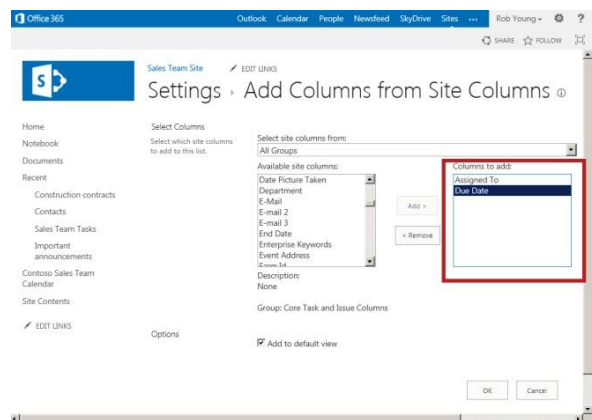 Office 365
Outlook Calendar People Newsfeed SkyDrive Sites ... Rob Young ?
SHARE FOLLOW
Sales Team Site EDIT LINKS
Settings › Add Columns from Site Columns
Home
Notebook
Documents
Recent
Construction contracts
Contacts
Sales Team Tasks
Important
announcements
Contoso Sales Team
Calendar
Site Contents
EDIT LINKS
Select Columns
Select which site columns
to add to this list.
Select site columns from:
All Groups
Available site columns:
Date Picture Taken
Department
E-Mail
E-mail 2
E-mail 3
End Date
Enterprise Keywords
Event Address
Farm Id
Add >
< Remove
Columns to add:
Assigned To
Due Date
Description:
None
Group: Core Task and Issue Columns
Options
Add to default view
OK Cancel